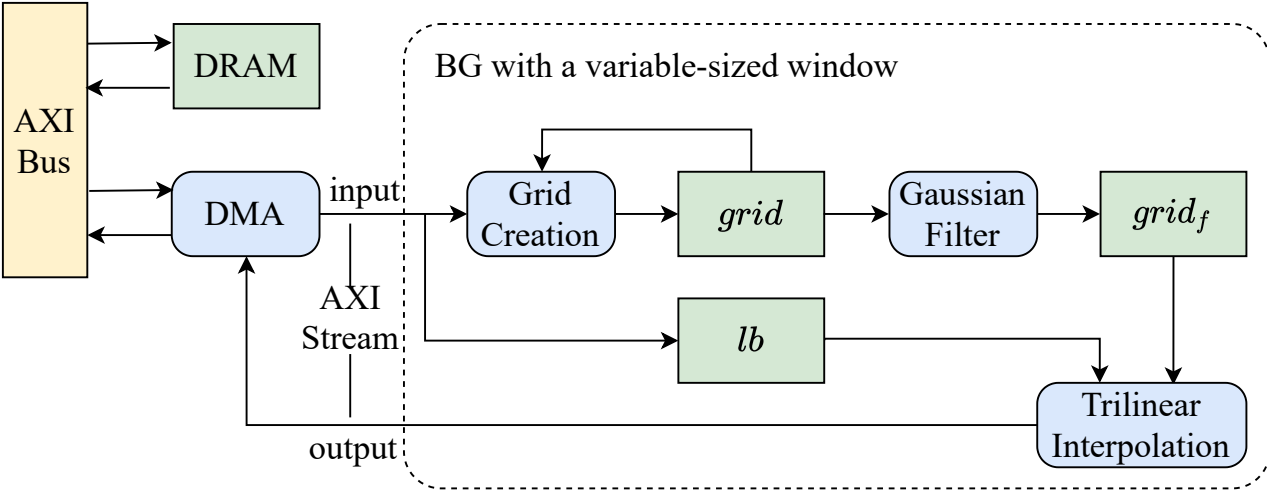 DRAM
BG with a variable-sized window
AXI
Bus
DMA
input
Grid
Creation
grid
Gaussian
Filter
grid_f
AXI
Stream
lb
Trilinear
Interpolation
output